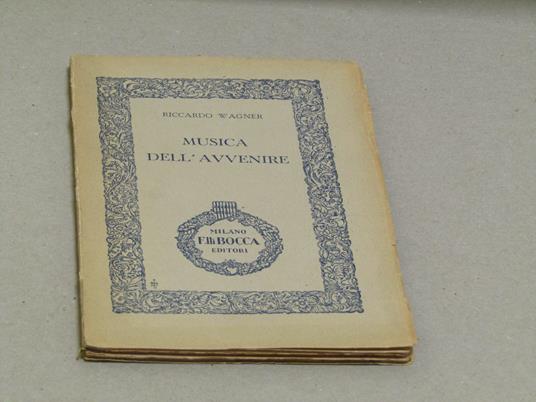 RICCARDO WAGNER
MUSICA
DELL'AVVENIRE
MILANO
F.lli BOCCA
EDITORI